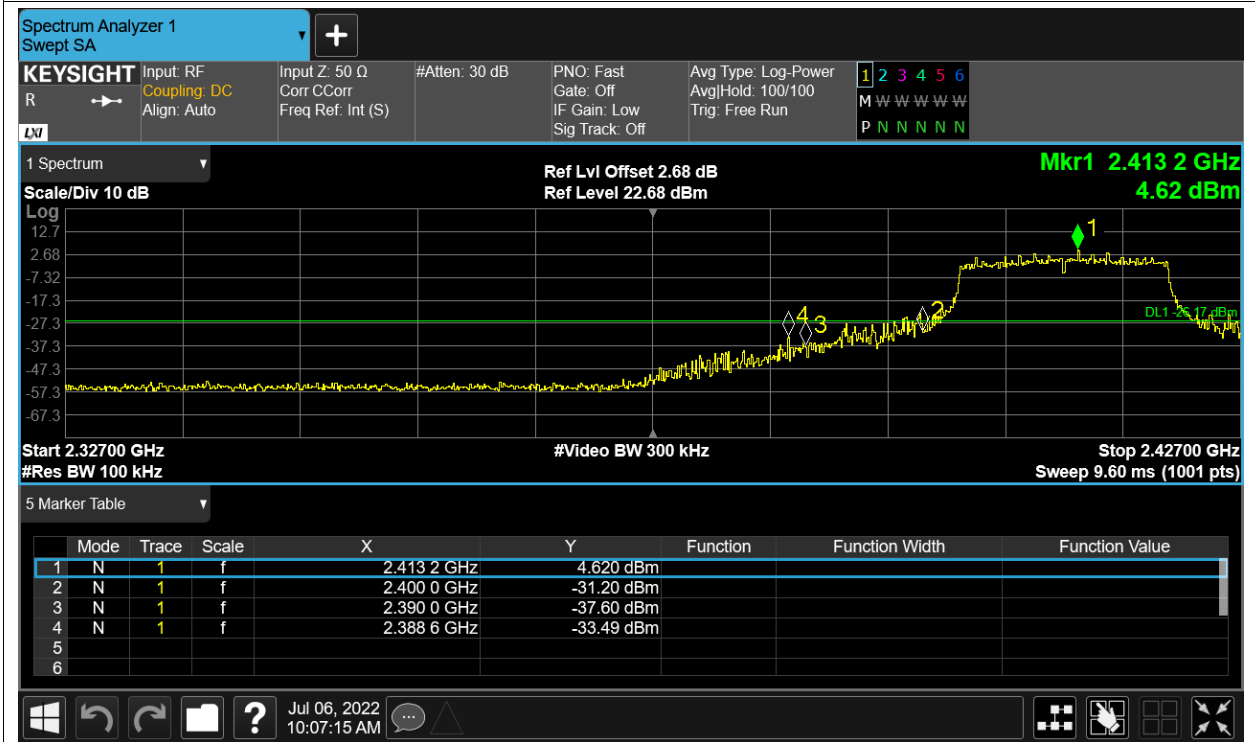 Spectrum Analyzer 1
Swept SA
+
KEYSIGHT Input: RF Input Z: 50 Ω #Atten: 30 dB PNO: Fast Avg Type: Log-Power 1 2 3 4 5 6
R Coupling: DC Corr CCorr Gate: Off Avg|Hold: 100/100 M W W W W W
Align: Auto Freq Ref: Int (S) IF Gain: Low Trig: Free Run
LXI Sig Track: Off P N N N N N
1 Spectrum Ref Lvl Offset 2.68 dB Mkr1 2.413 2 GHz
Scale/Div 10 dB Ref Level 22.68 dBm 4.62 dBm
Log
12.7 1
2.68
-7.32
-17.3
4 2 DL1 -26.17 dBm
-27.3 3
-37.3
-47.3
-57.3
-67.3
Start 2.32700 GHz #Video BW 300 kHz Stop 2.42700 GHz
#Res BW 100 kHz Sweep 9.60 ms (1001 pts)
5 Marker Table
Mode Trace Scale X Y Function Function Width Function Value
1 N 1 f 2.413 2 GHz 4.620 dBm
2 N 1 f 2.400 0 GHz -31.20 dBm
3 N 1 f 2.390 0 GHz -37.60 dBm
4 N 1 f 2.388 6 GHz -33.49 dBm
5
6
? Jul 06, 2022
10:07:15 AM